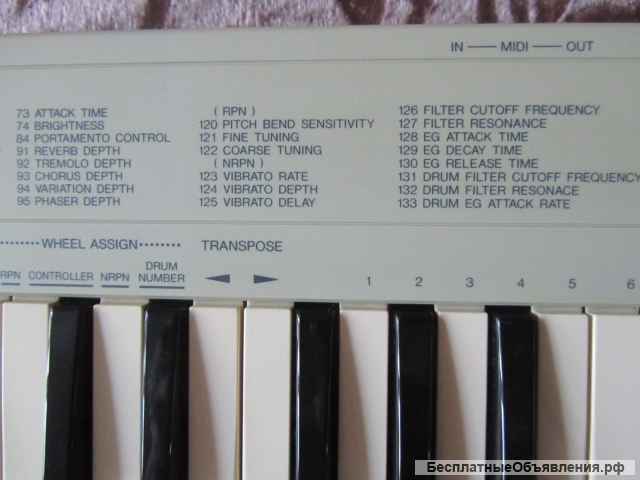 IN — MIDI — OUT
73 ATTACK TIME
74 BRIGHTNESS
84 PORTAMENTO CONTROL
91 REVERB DEPTH
92 TREMOLO DEPTH
93 CHORUS DEPTH
94 VARIATION DEPTH
95 PHASER DEPTH
( RPN )
120 PITCH BEND SENSITIVITY
121 FINE TUNING
122 COARSE TUNING
( NRPN )
123 VIBRATO RATE
124 VIBRATO DEPTH
125 VIBRATO DELAY
126 FILTER CUTOFF FREQUENCY
127 FILTER RESONANCE
128 EG ATTACK TIME
129 EG DECAY TIME
130 EG RELEASE TIME
131 DRUM FILTER CUTOFF FREQUENCY
132 DRUM FILTER RESONACE
133 DRUM EG ATTACK RATE
WHEEL ASSIGN
TRANSPOSE
RPN CONTROLLER NRPN DRUM NUMBER
1 2 3 4 5 6
БесплатныеОбъявления.рф